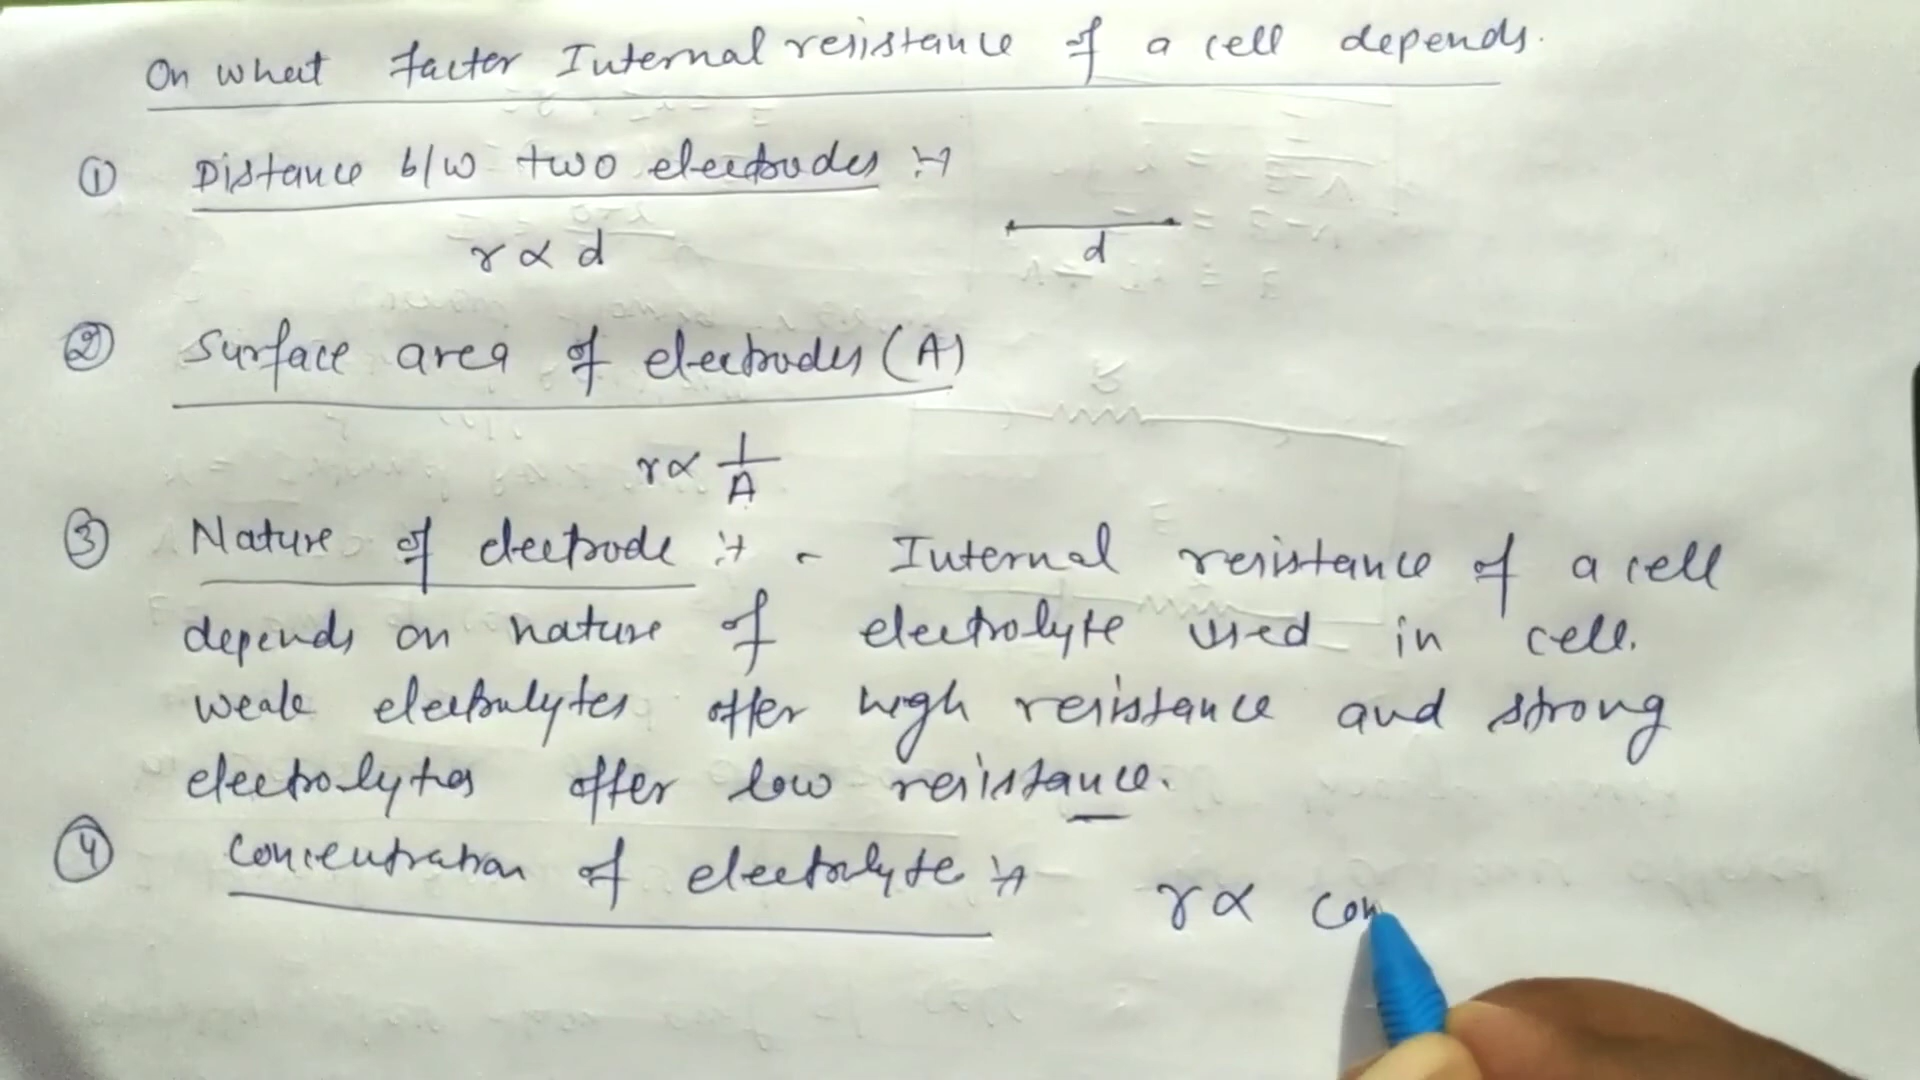 On what factor Internal resistance of a cell depends.
① Distance b/w two electrodes :→
r ∝ d
d
② Surface area of electrodes (A)
r ∝ 1/A
③ Nature of electrode :→ - Internal resistance of a cell
depends on nature of electrolyte used in cell.
weak electrolytes offer high resistance and strong
electrolytes offer low resistance.
④ Concentration of electrolyte :→ r ∝ con